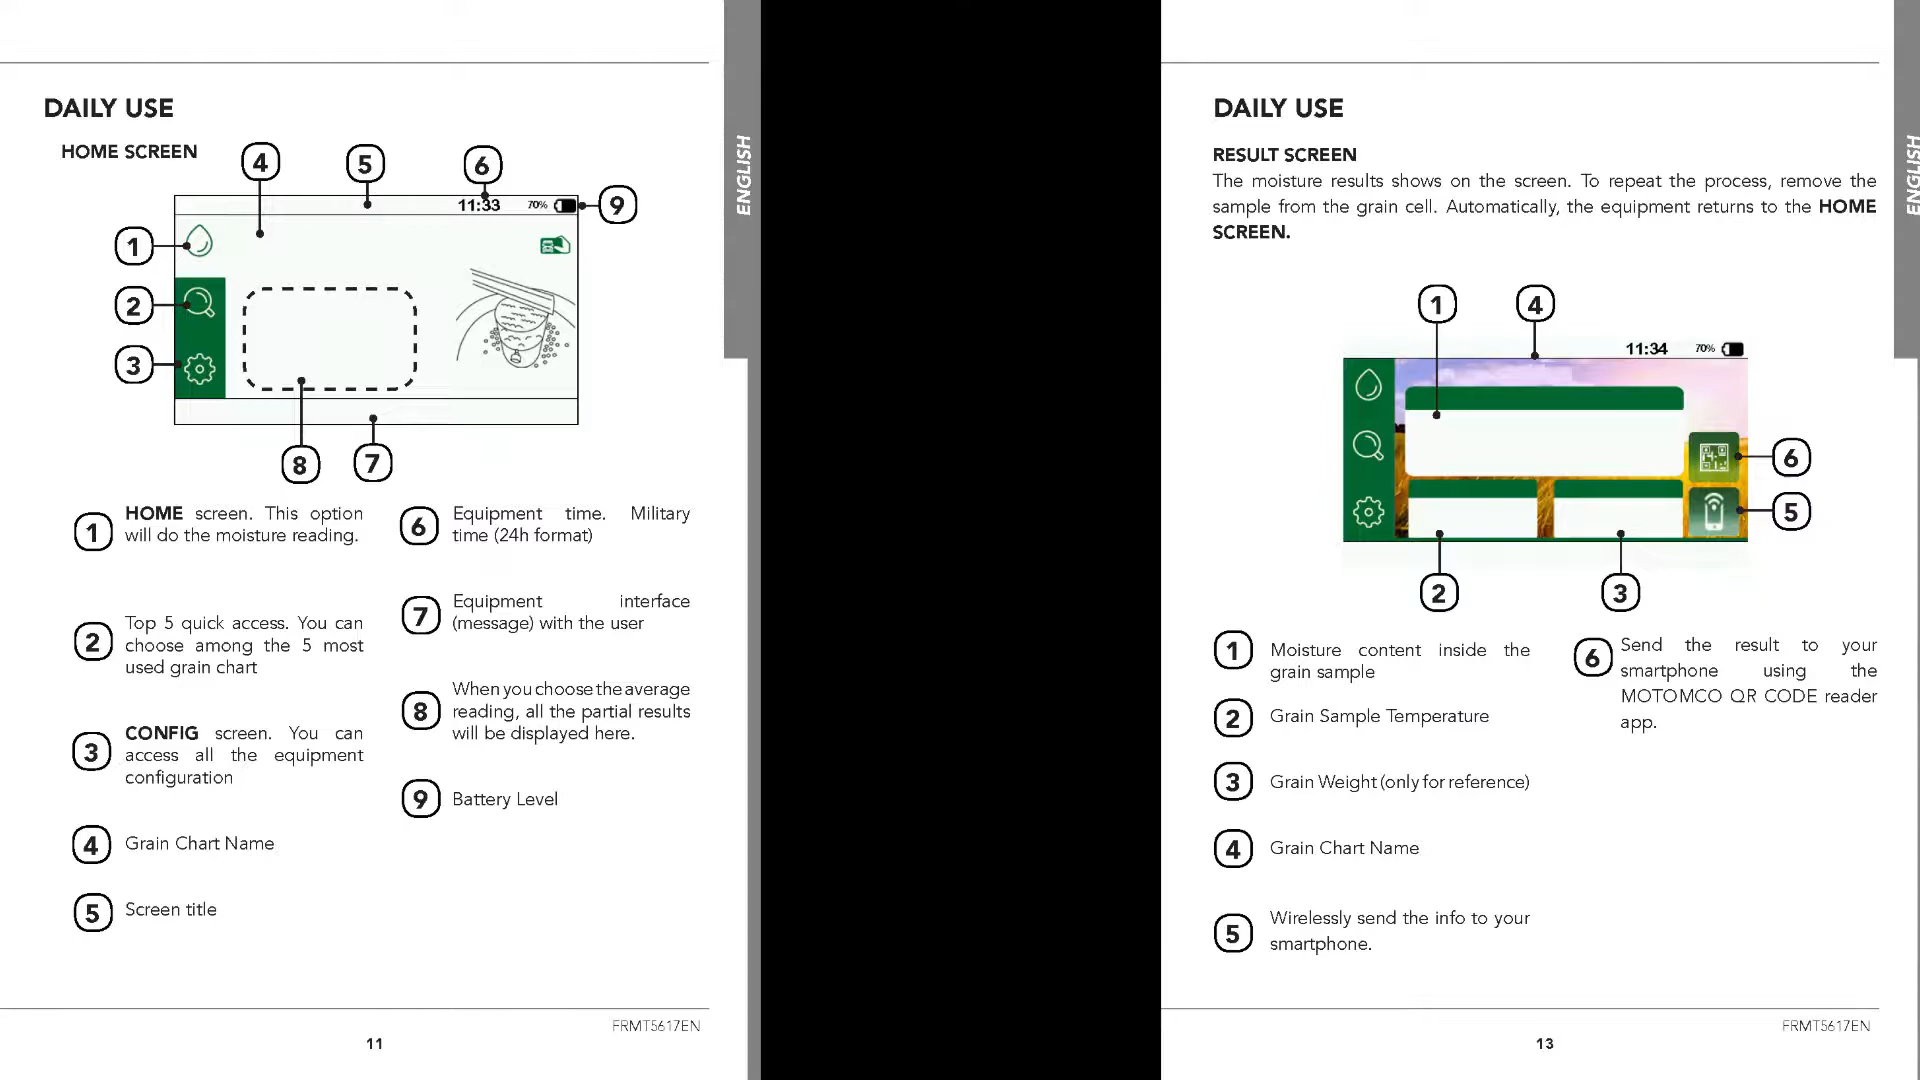 DAILY USE
HOME SCREEN
4
5
6
11:33
70%
9
1
2
3
8
7
1
HOME screen. This option
will do the moisture reading.
2
Top 5 quick access. You can
choose among the 5 most
used grain chart
3
CONFIG screen. You can
access all the equipment
configuration
4
Grain Chart Name
5
Screen title
6
Equipment time. Military
time (24h format)
7
Equipment interface
(message) with the user
8
When you choose the average
reading, all the partial results
will be displayed here.
9
Battery Level
ENGLISH
FRMT5617EN
11
DAILY USE
RESULT SCREEN
The moisture results shows on the screen. To repeat the process, remove the
sample from the grain cell. Automatically, the equipment returns to the HOME
SCREEN.
1
4
11:34
70%
6
5
2
3
1
Moisture content inside the
grain sample
2
Grain Sample Temperature
3
Grain Weight (only for reference)
4
Grain Chart Name
5
Wirelessly send the info to your
smartphone.
6
Send the result to your
smartphone using the
MOTOMCO QR CODE reader
app.
ENGLISH
FRMT5617EN
13